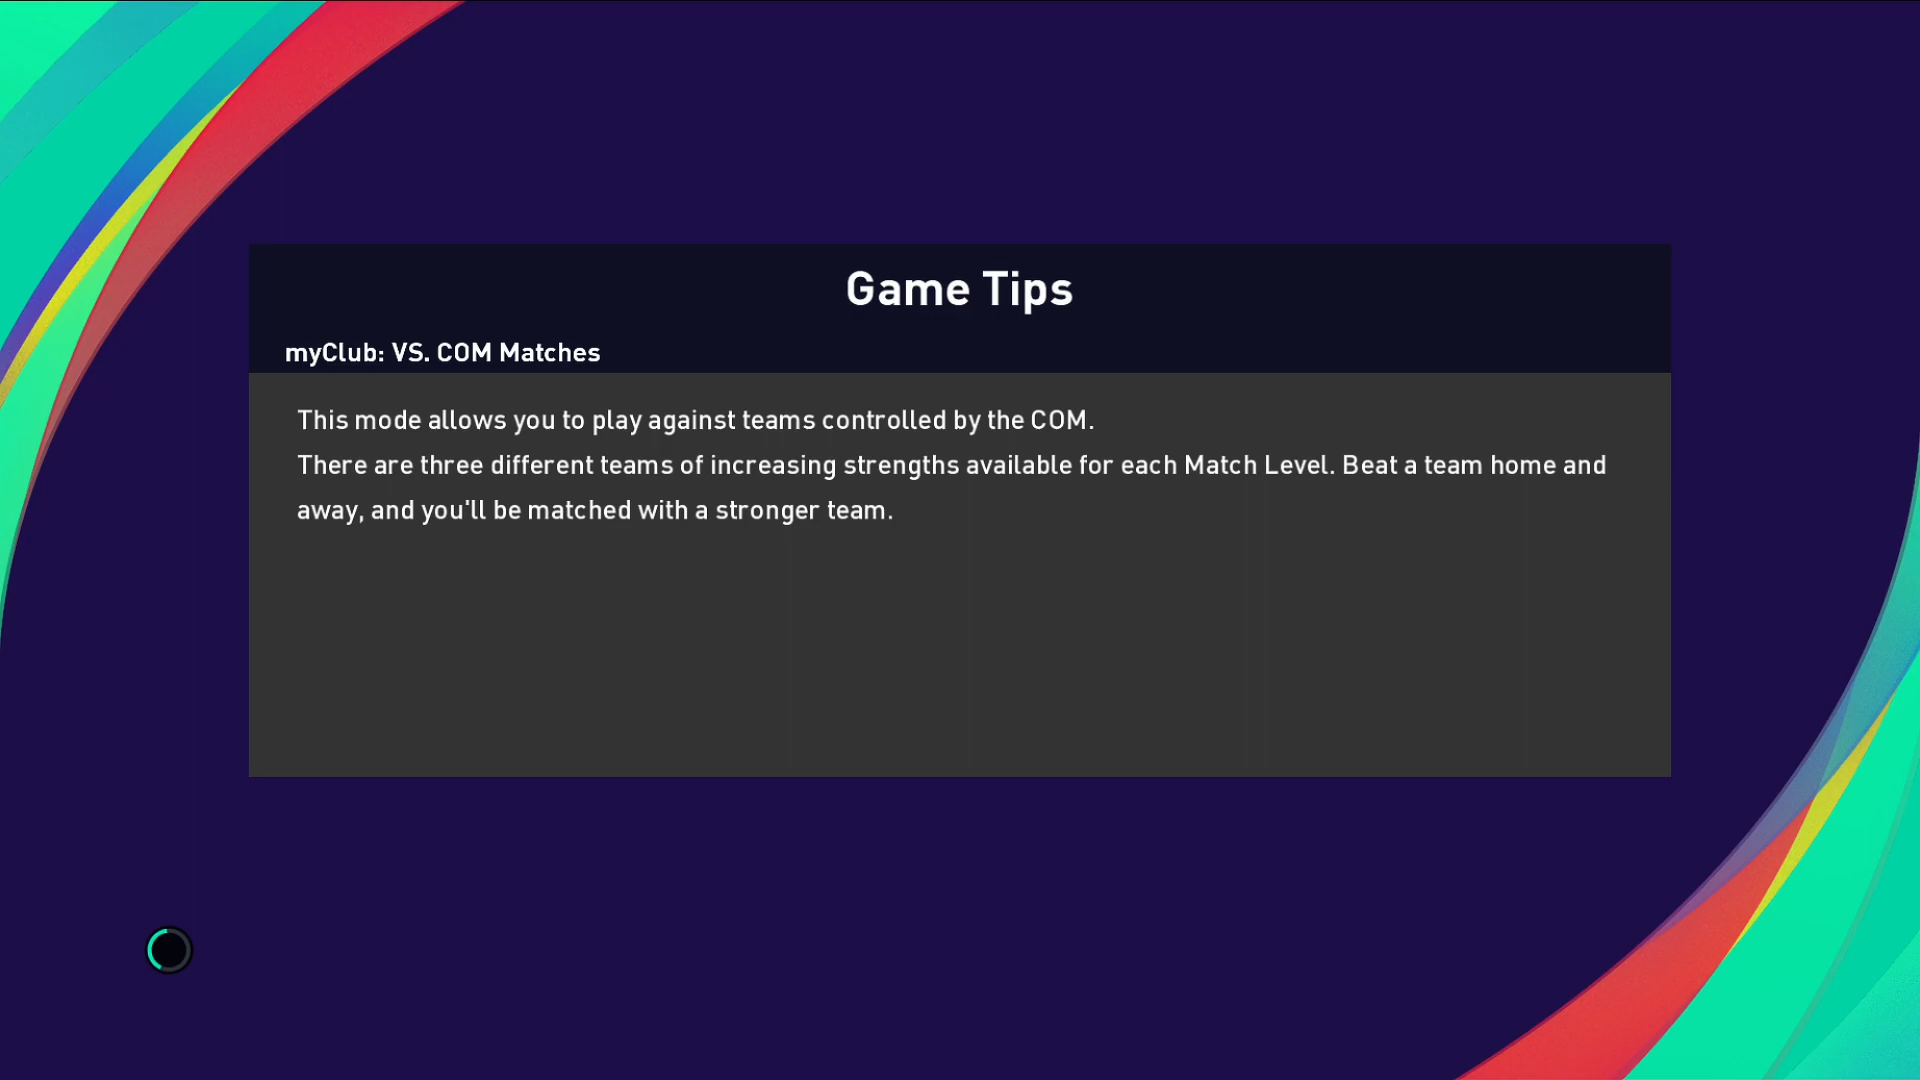 Game Tips
myClub: VS. COM Matches
This mode allows you to play against teams controlled by the COM.
There are three different teams of increasing strengths available for each Match Level. Beat a team home and
away, and you'll be matched with a stronger team.